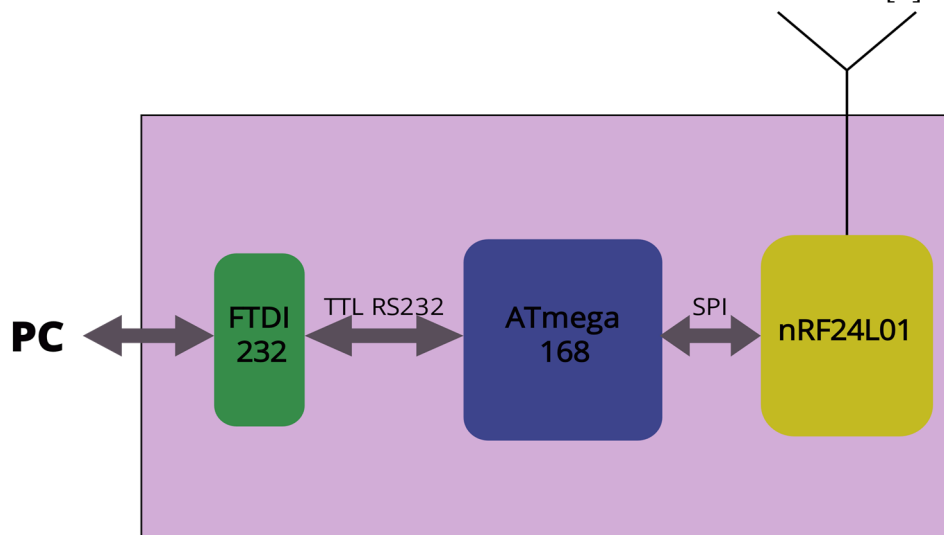 PC
FTDI
232
TTL RS232
ATmega
168
SPI
nRF24L01